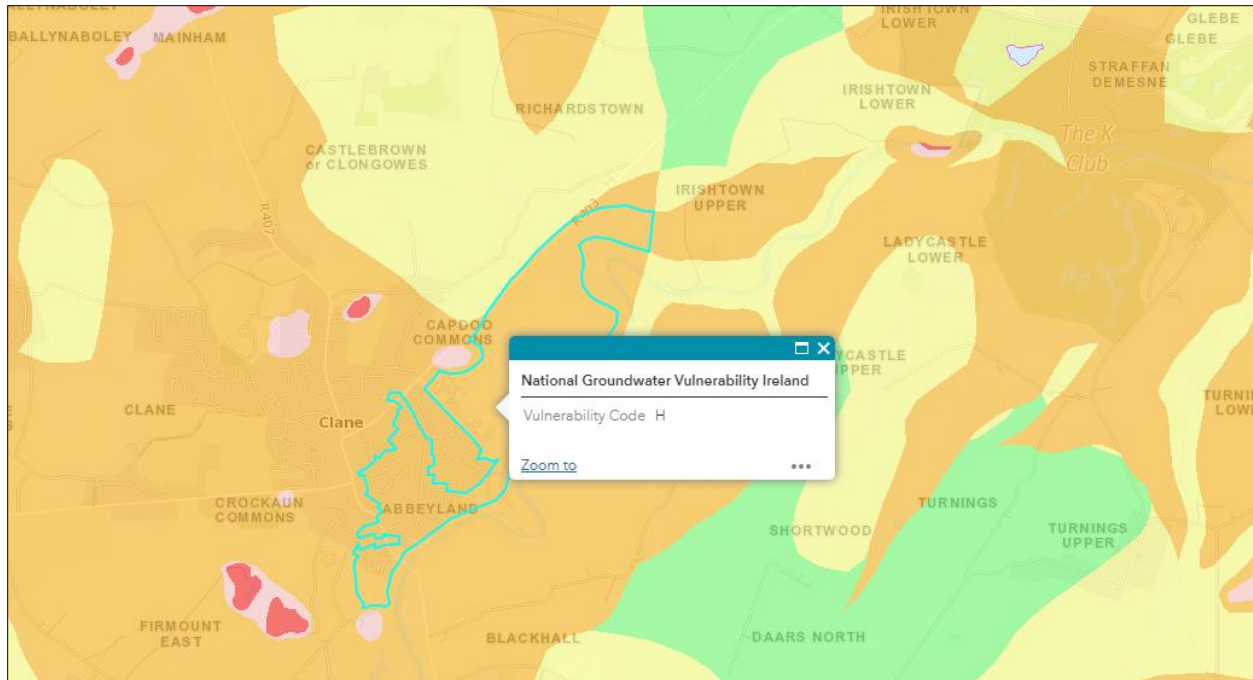 BALLYNABOLEY
MAINHAM
IRISHTOWN
LOWER
GLEBE
GLEBE
STRAFFAN
DEMESNE
RICHARDSTOWN
IRISHTOWN
LOWER
The K
Club
CASTLEBROWN
or CLONGOWES
R407
R403
IRISHTOWN
UPPER
LADYCASTLE
LOWER
CAPDOO
COMMONS
National Groundwater Vulnerability Ireland
Vulnerability Code H
Zoom to
CLANE
Clane
CROCKAUN
COMMONS
ABBEYLAND
SHORTWOOD
TURNINGS
TURNINGS
UPPER
FIRMOUNT
EAST
BLACKHALL
DAARS NORTH